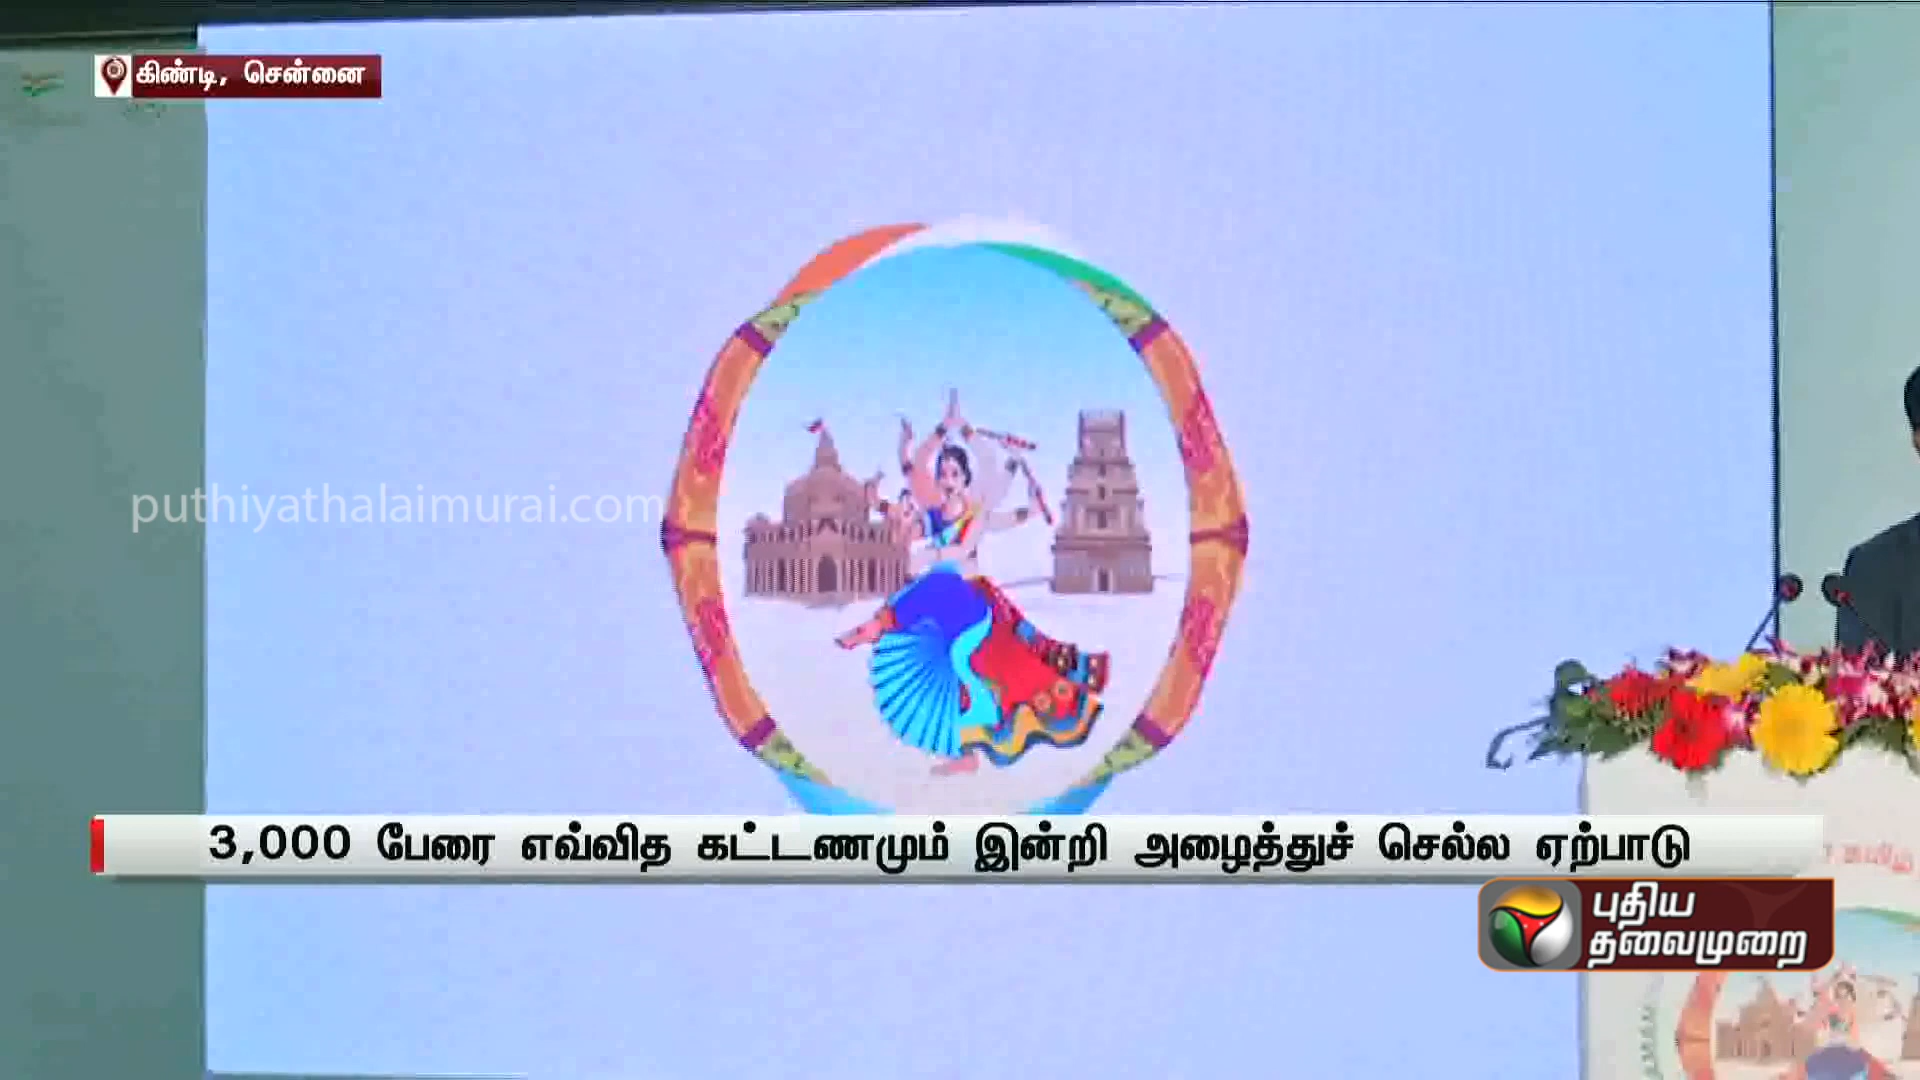 கிண்டி, சென்னை
puthiyathalaimurai.com
3,000 பேரை எவ்வித கட்டணமும் இன்றி அழைத்துச் செல்ல ஏற்பாடு
புதிய
தலைமுறை